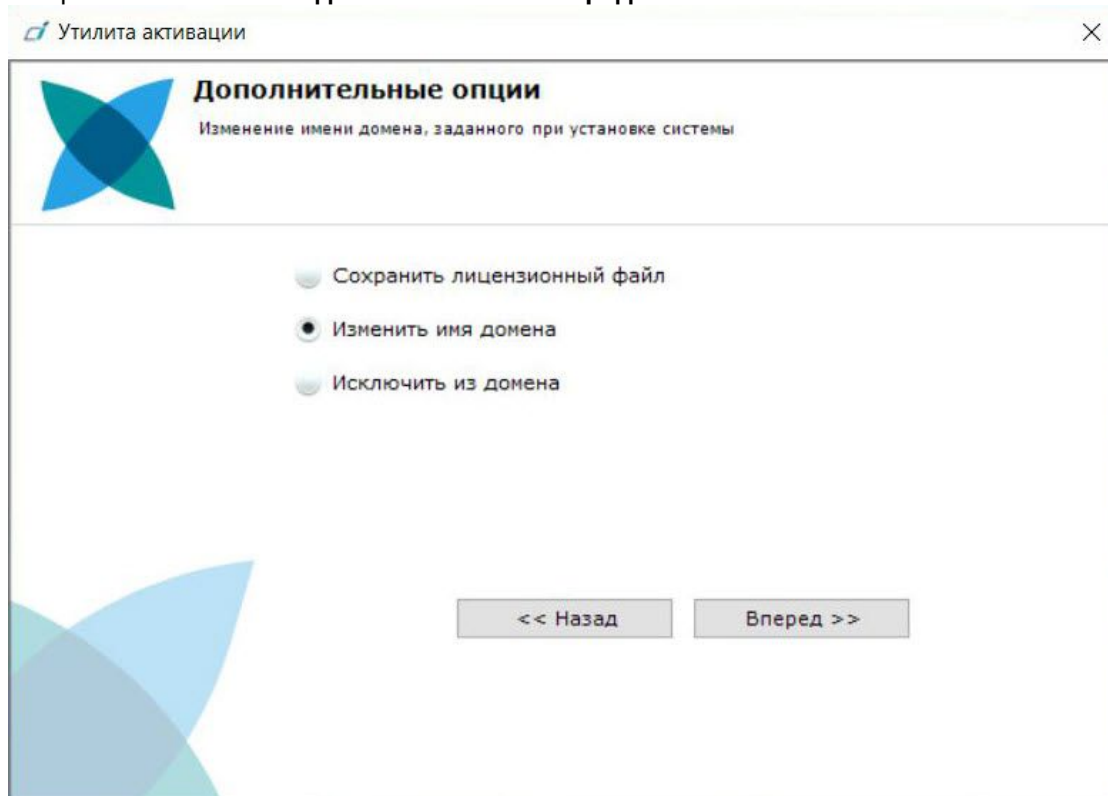 Утилита активации
Дополнительные опции
Изменение имени домена, заданного при установке системы
Сохранить лицензионный файл
Изменить имя домена
Исключить из домена
<< Назад
Вперед >>